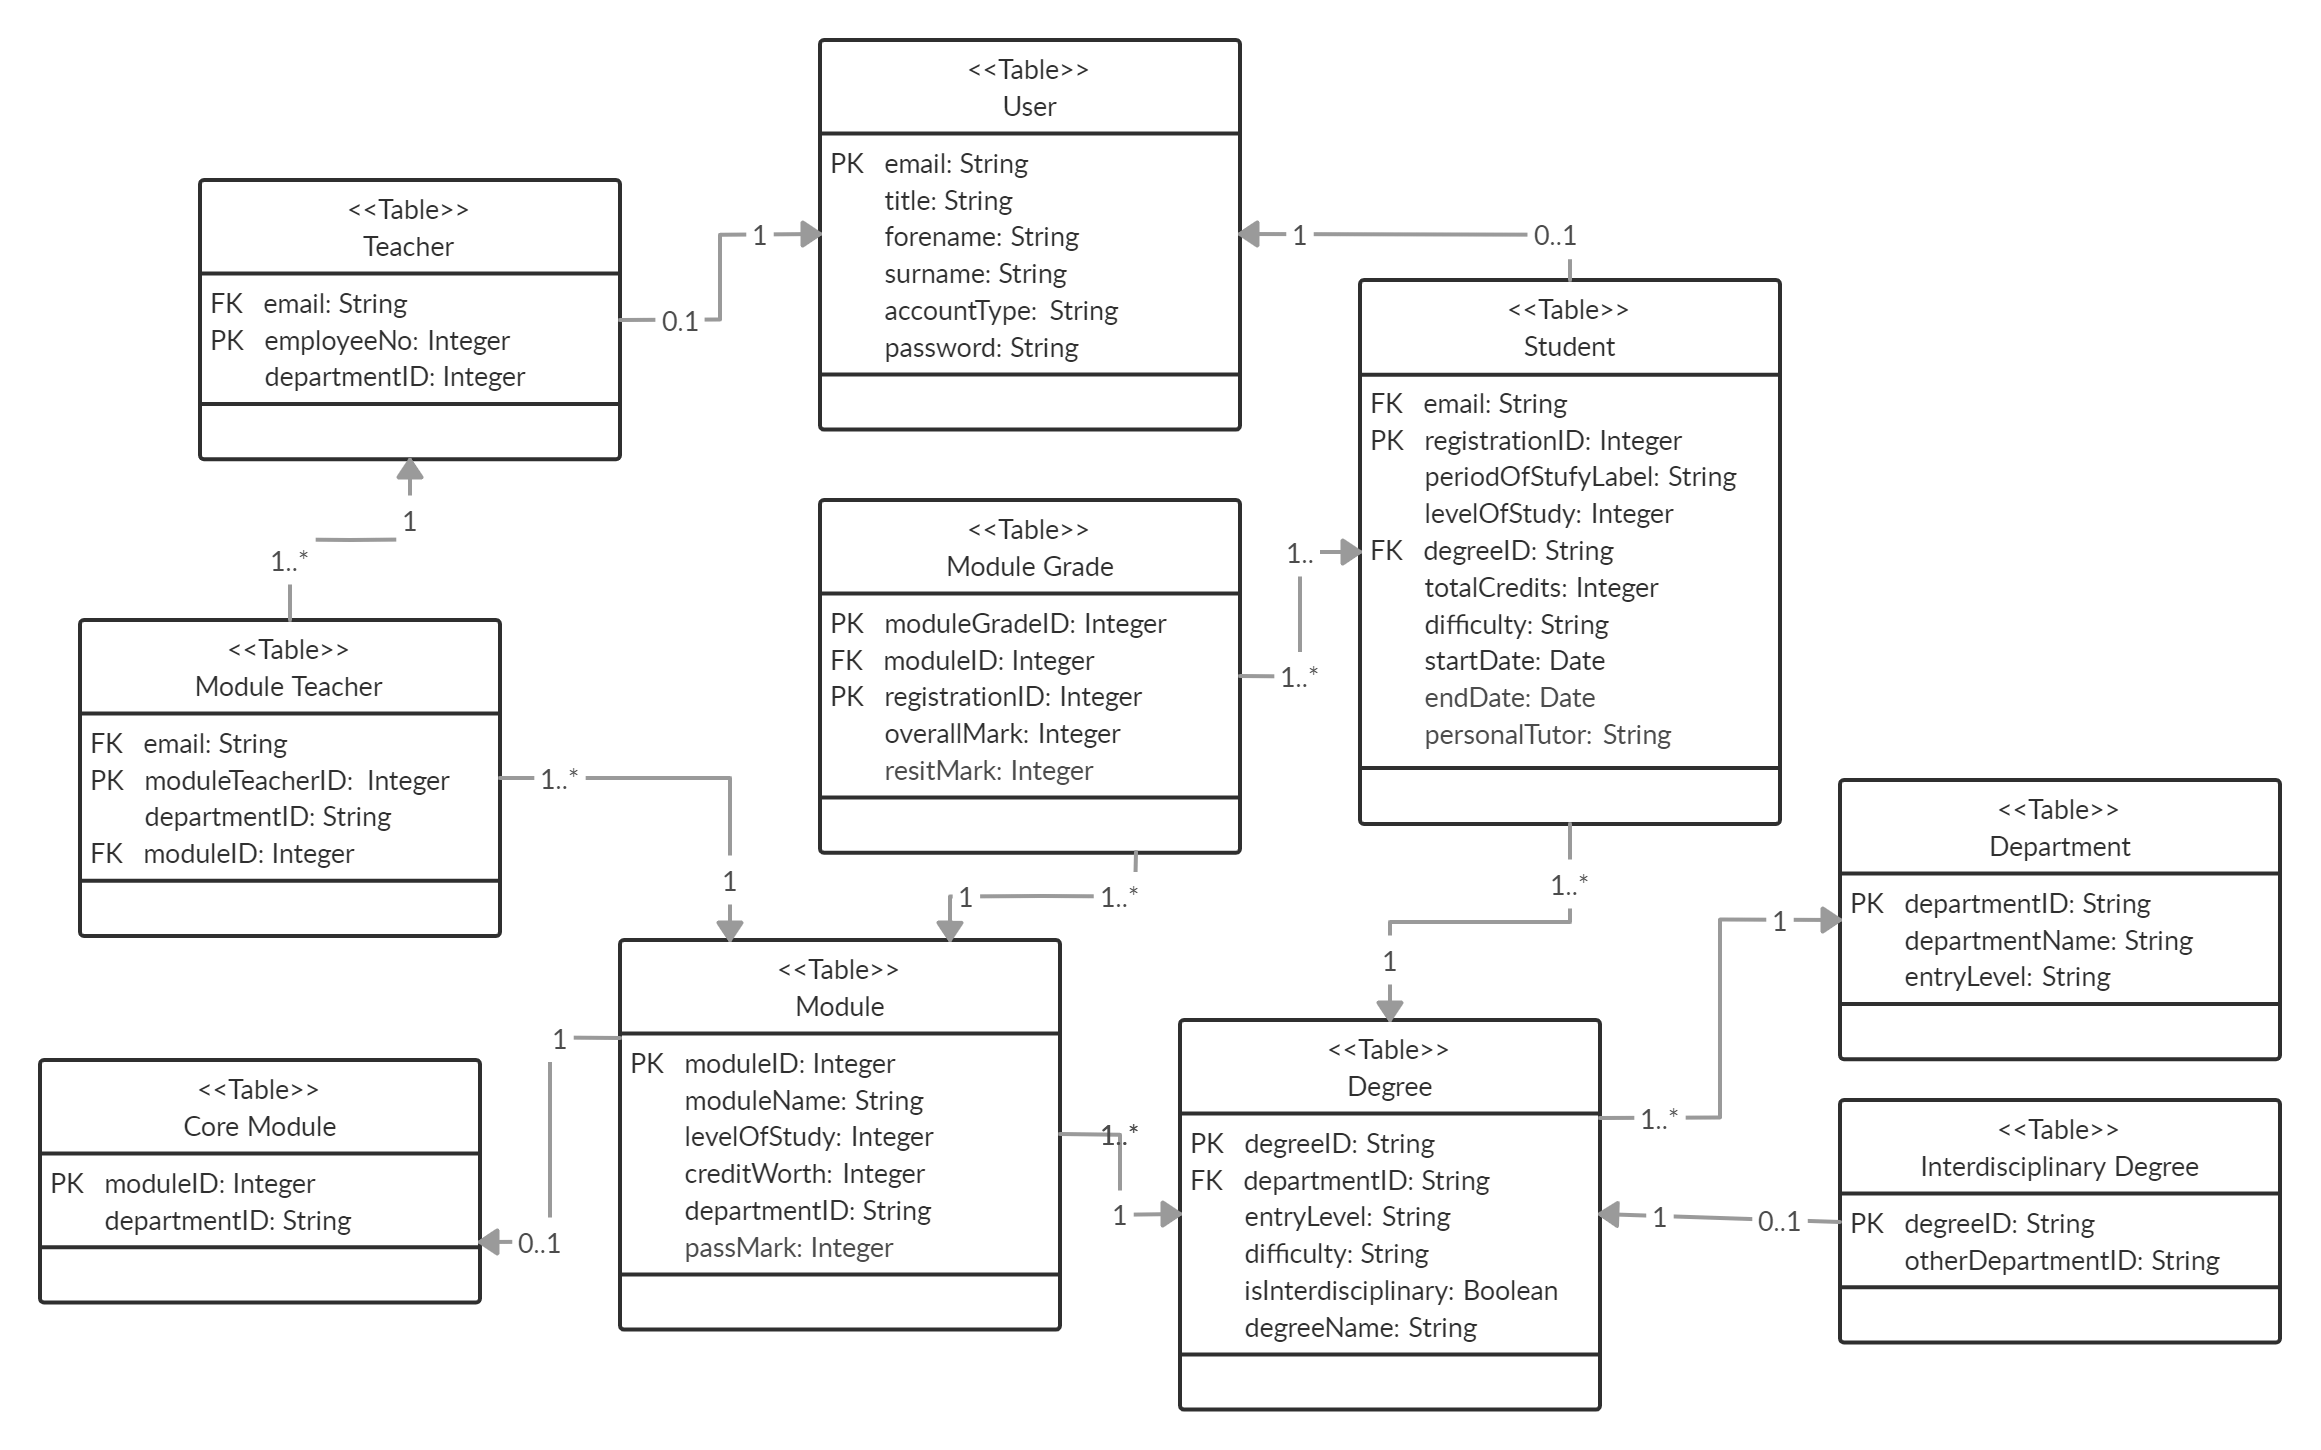 <<Table>>
User
PK email: String
title: String
forename: String
surname: String
accountType: String
password: String
<<Table>>
Teacher
FK email: String
PK employeeNo: Integer
departmentID: Integer
0.1
1
1
0..1
<<Table>>
Student
FK email: String
PK registrationID: Integer
periodOfStufyLabel: String
levelOfStudy: Integer
FK degreeID: String
totalCredits: Integer
difficulty: String
startDate: Date
endDate: Date
personalTutor: String
1
1..*
<<Table>>
Module Grade
PK moduleGradeID: Integer
FK moduleID: Integer
PK registrationID: Integer
overallMark: Integer
resitMark: Integer
1..
1..*
<<Table>>
Module Teacher
FK email: String
PK moduleTeacherID: Integer
departmentID: String
FK moduleID: Integer
1..*
1
1
1..*
1..*
1
<<Table>>
Department
PK departmentID: String
departmentName: String
entryLevel: String
1
1..*
<<Table>>
Module
PK moduleID: Integer
moduleName: String
levelOfStudy: Integer
creditWorth: Integer
departmentID: String
passMark: Integer
1
0..1
<<Table>>
Core Module
PK moduleID: Integer
departmentID: String
1..*
1
<<Table>>
Degree
PK degreeID: String
FK departmentID: String
entryLevel: String
difficulty: String
isInterdisciplinary: Boolean
degreeName: String
1
0..1
<<Table>>
Interdisciplinary Degree
PK degreeID: String
otherDepartmentID: String